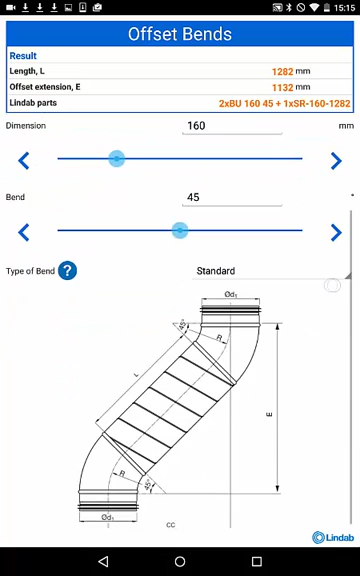 15:15
Offset Bends
Result
Length, L 1282 mm
Offset extension, E 1132 mm
Lindab parts 2xBU 160 45 + 1xSR-160-1282
Dimension 160 mm
Bend 45 °
Type of Bend ? Standard
Ød₁
45°
R
L
E
R
45°
Ød₁
CC
Lindab